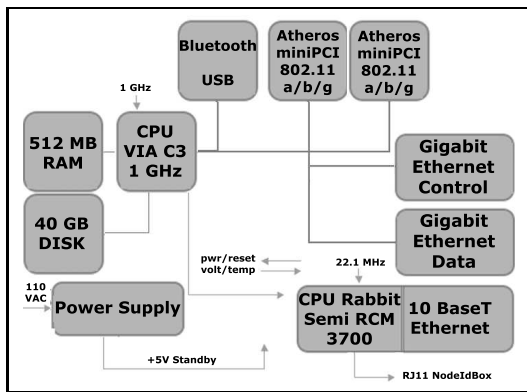 Bluetooth
USB
Atheros
miniPCI
802.11
a/b/g
Atheros
miniPCI
802.11
a/b/g
1 GHz
512 MB
RAM
CPU
VIA C3
1 GHz
Gigabit
Ethernet
Control
40 GB
DISK
Gigabit
Ethernet
Data
pwr/reset
volt/temp
22.1 MHz
110
VAC
Power Supply
CPU Rabbit
Semi RCM
3700
10 BaseT
Ethernet
+5V Standby
RJ11 NodeIdBox